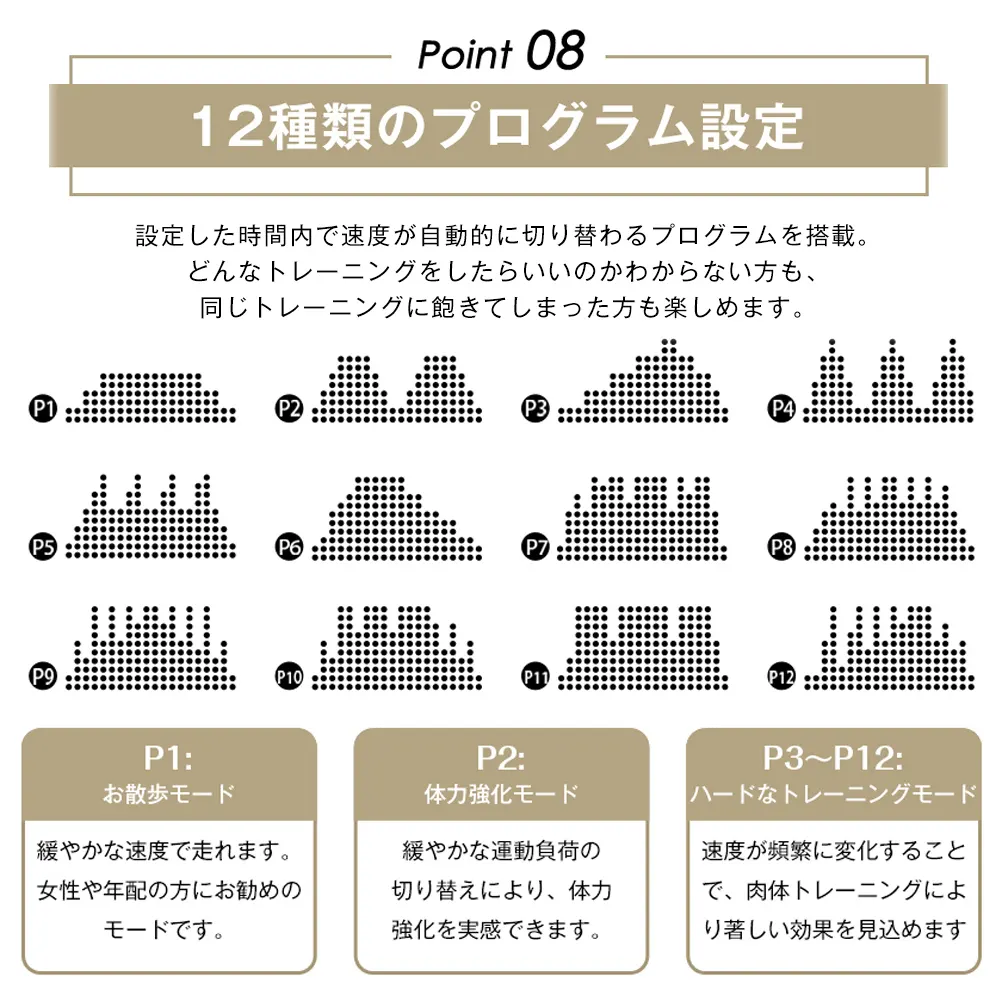 Point 08
12種類のプログラム設定
設定した時間内で速度が自動的に切り替わるプログラムを搭載。
どんなトレーニングをしたらいいのかわからない方も、
同じトレーニングに飽きてしまった方も楽しめます。
P1 P2 P3 P4
P5 P6 P7 P8
P9 P10 P11 P12
P1:
お散歩モード
緩やかな速度で走れます。
女性や年配の方にお勧めの
モードです。
P2:
体力強化モード
緩やかな運動負荷の
切り替えにより、体力
強化を実感できます。
P3〜P12:
ハードなトレーニングモード
速度が頻繁に変化すること
で、肉体トレーニングによ
り著しい効果を見込めます